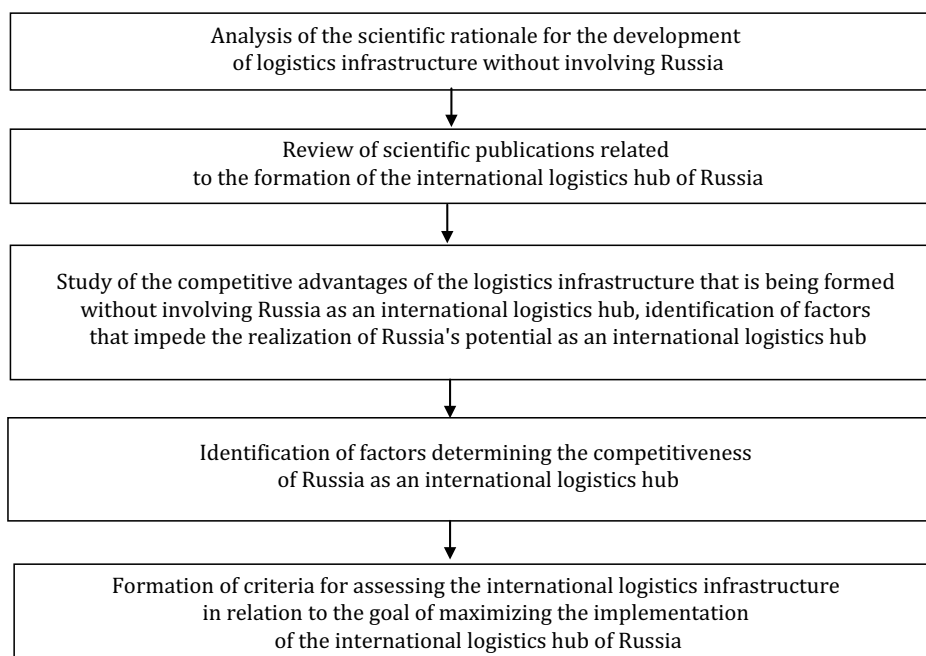 Analysis of the scientific rationale for the development
of logistics infrastructure without involving Russia
Review of scientific publications related
to the formation of the international logistics hub of Russia
Study of the competitive advantages of the logistics infrastructure that is being formed
without involving Russia as an international logistics hub, identification of factors
that impede the realization of Russia's potential as an international logistics hub
Identification of factors determining the competitiveness
of Russia as an international logistics hub
Formation of criteria for assessing the international logistics infrastructure
in relation to the goal of maximizing the implementation
of the international logistics hub of Russia